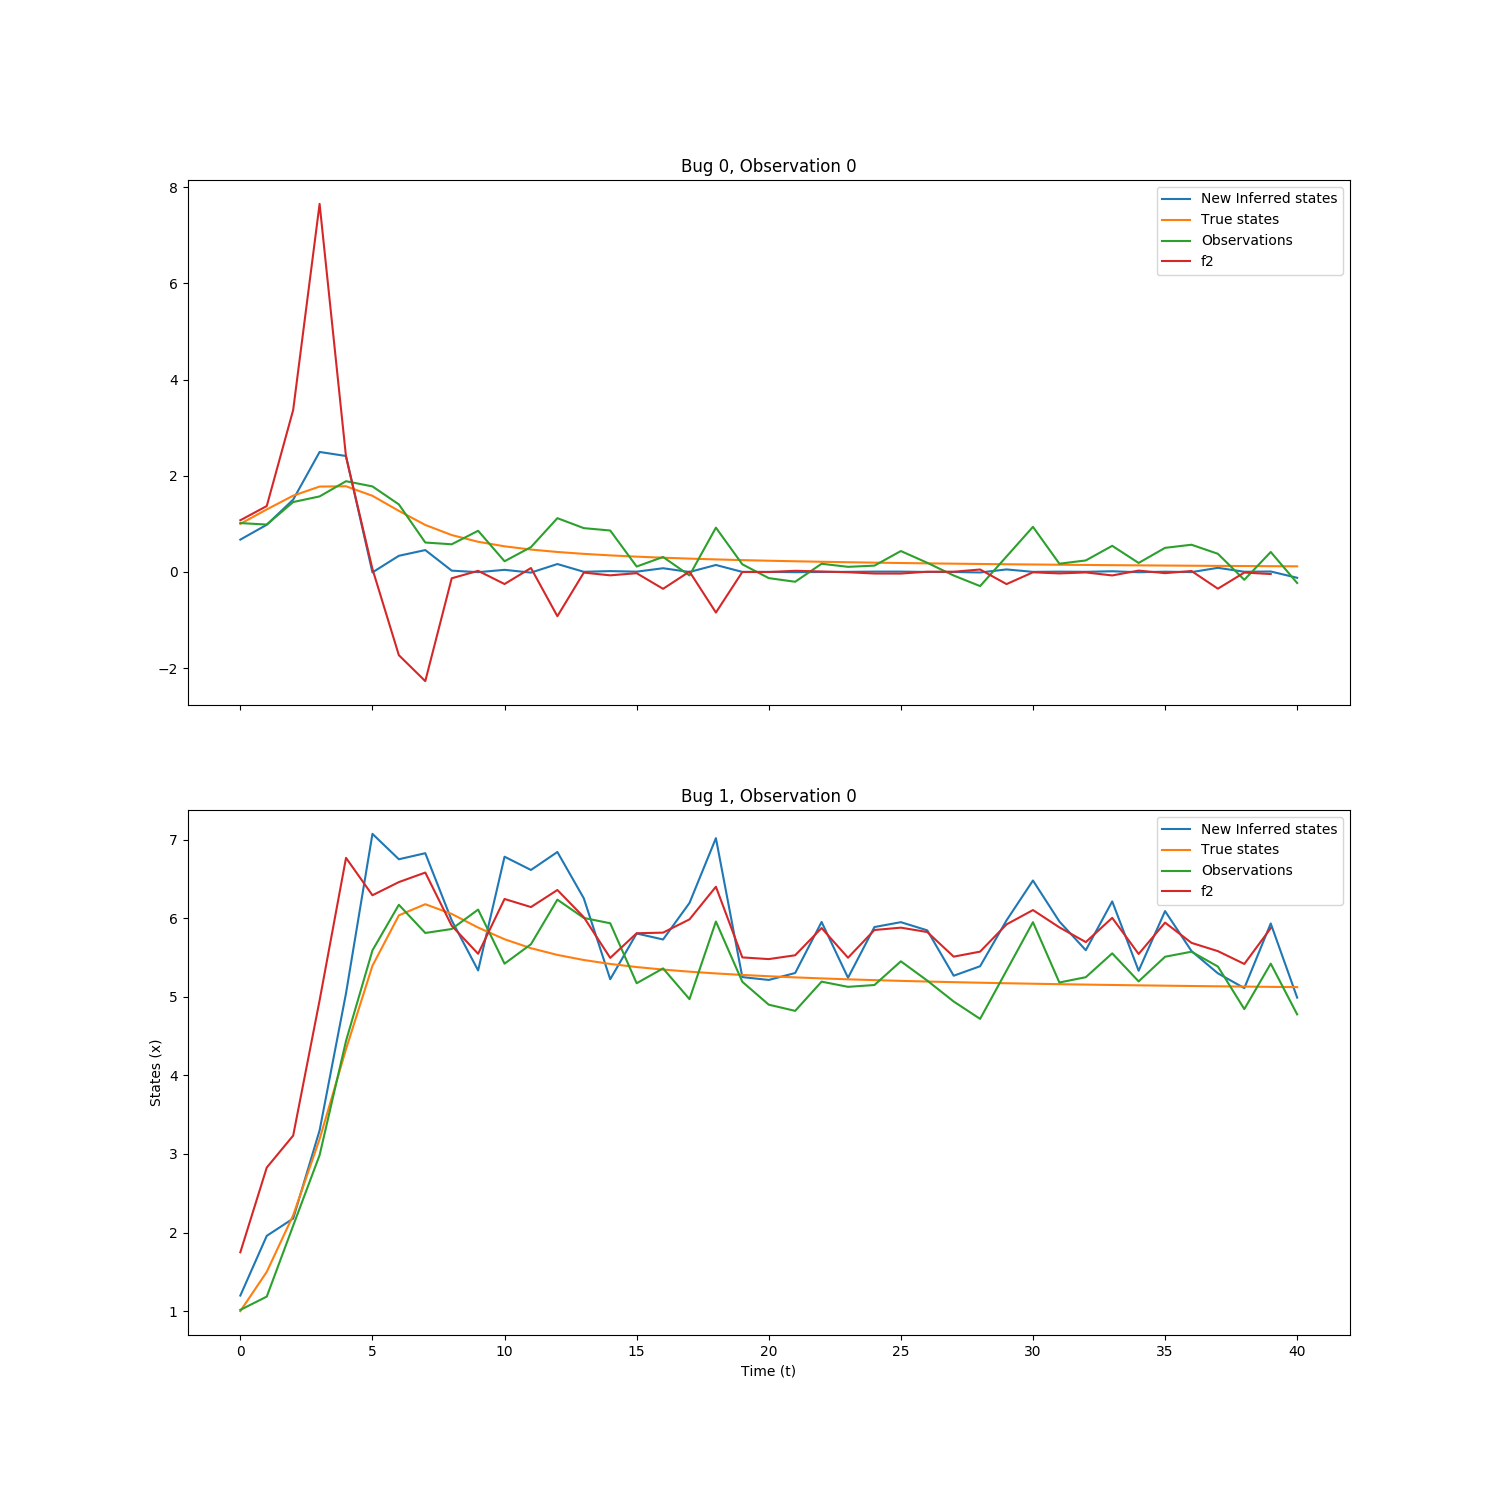 Bug 0, Observation 0
8
6
4
2
0
−2
New Inferred states
True states
Observations
f2
Bug 1, Observation 0
States (x)
7
6
5
4
3
2
1
New Inferred states
True states
Observations
f2
0 5 10 15 20 25 30 35 40
Time (t)